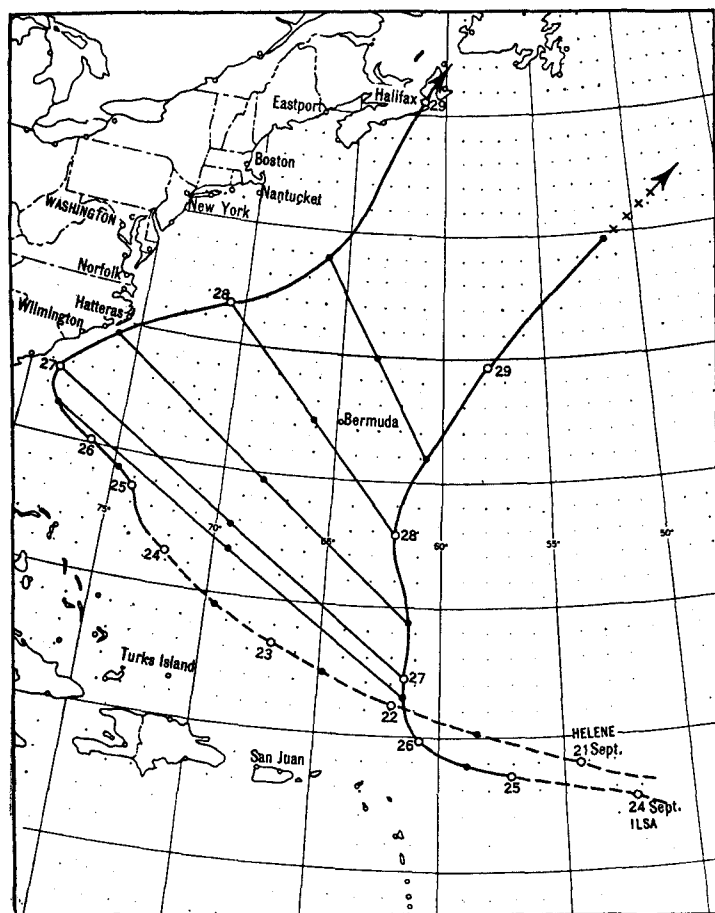 Halifax
29
Eastport
Boston
Nantucket
New York
WASHINGTON
Norfolk
Hatteras
Wilmington
28
27
29
Bermuda
26
25
75°
70°
65°
60°
55°
50°
28
24
23
Turks Island
27
22
26
HELENE
21 Sept.
San Juan
25
24 Sept.
ILSA